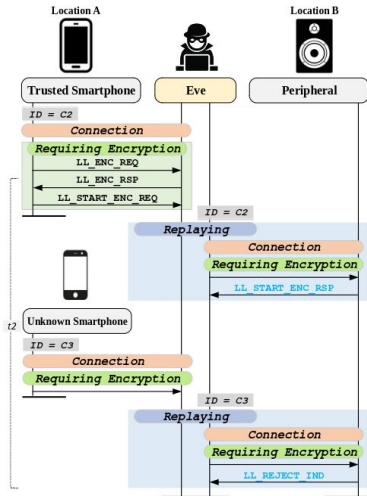 Location A
Location B
Trusted Smartphone
Eve
Peripheral
ID = C2
Connection
Requiring Encryption
LL_ENC_REQ
LL_ENC_RSP
LL_START_ENC_REQ
ID = C2
Replaying
Connection
Requiring Encryption
LL_START_ENC_RSP
t2
Unknown Smartphone
ID = C3
Connection
Requiring Encryption
ID = C3
Replaying
Connection
Requiring Encryption
LL_REJECT_IND